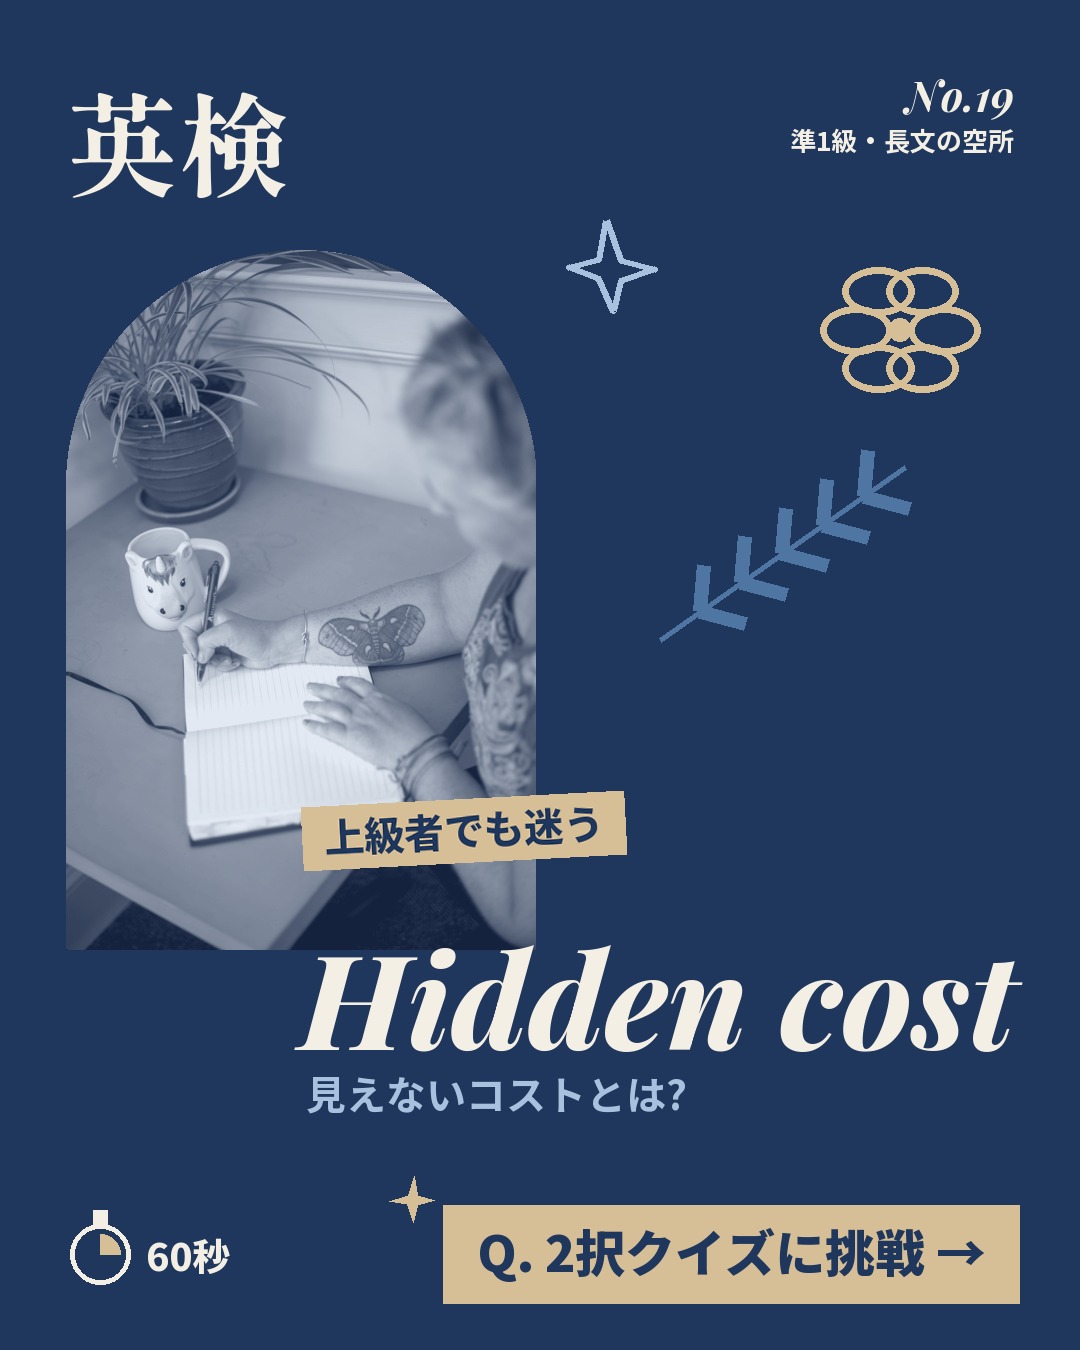 英検
No.19
準1級・長文の空所
上級者でも迷う
Hidden cost
見えないコストとは?
60秒
Q. 2択クイズに挑戦 →